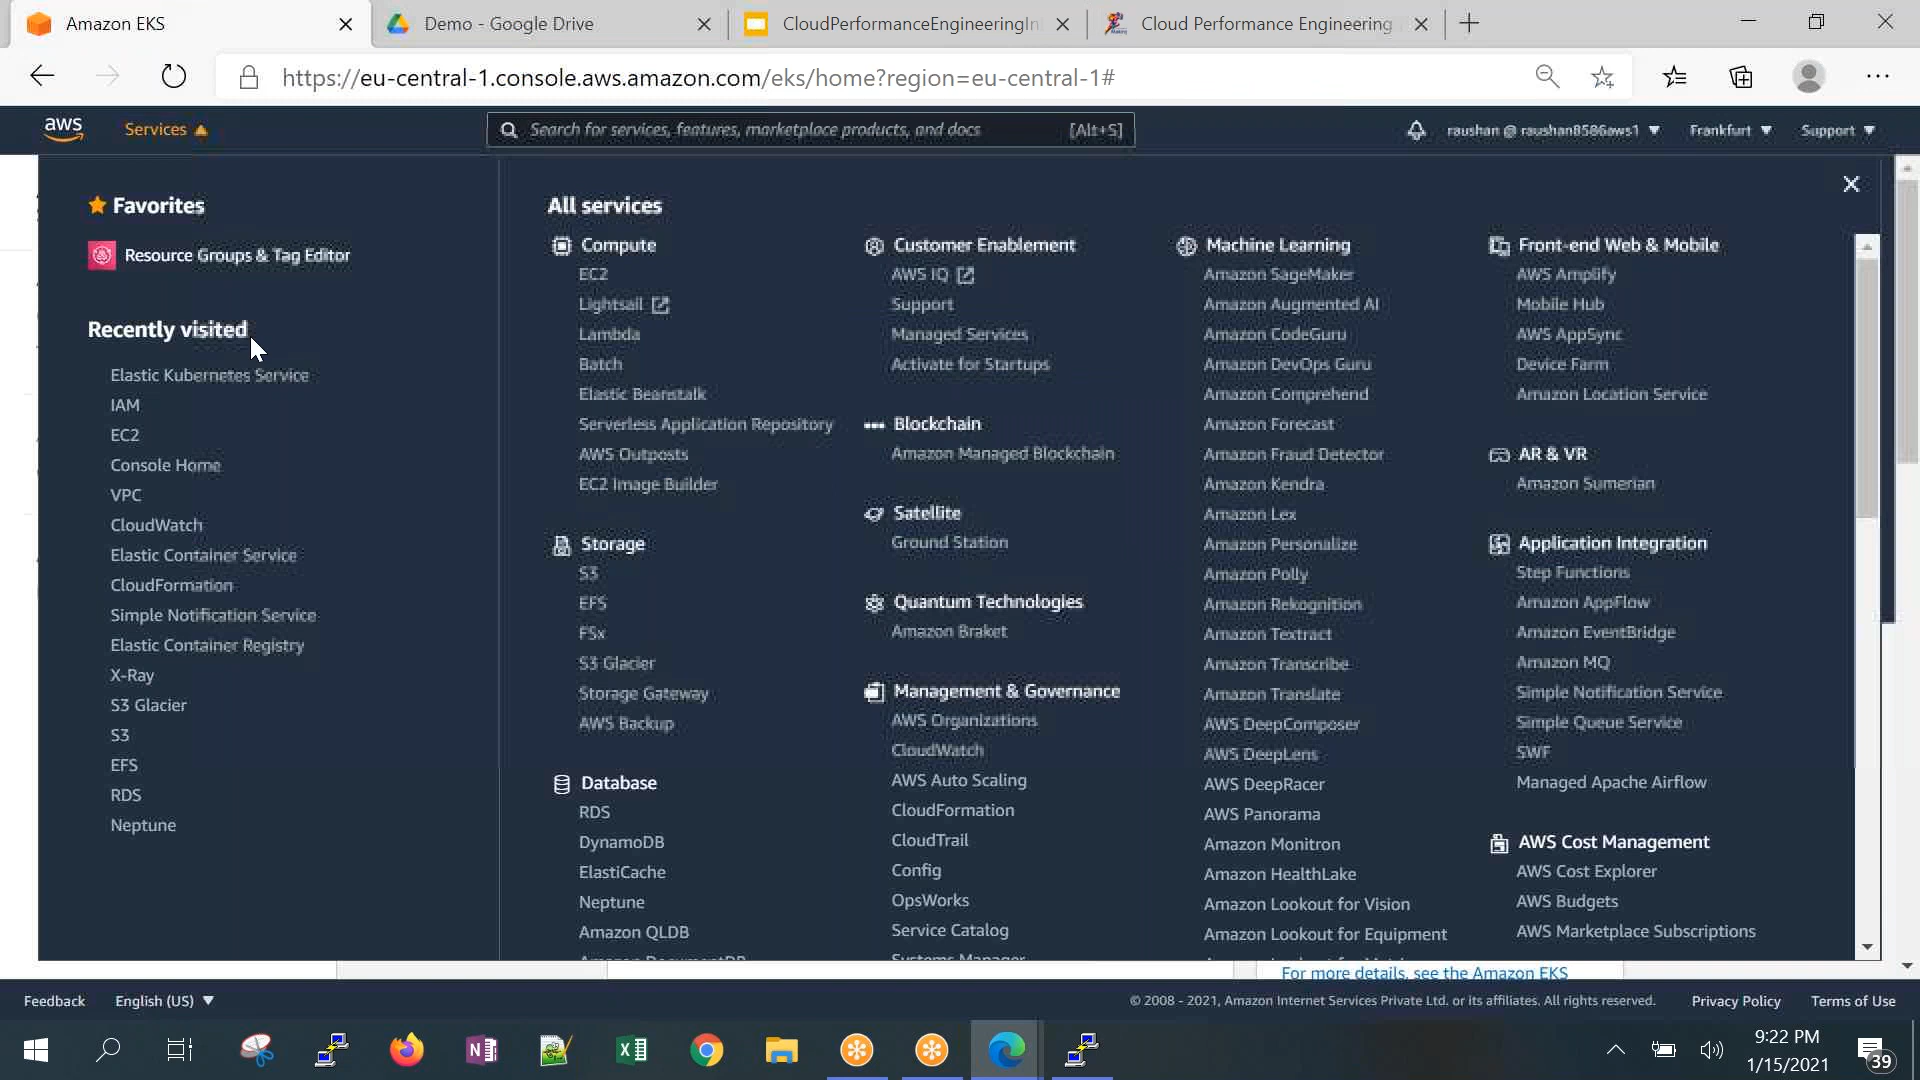 Amazon EKS
Demo - Google Drive
CloudPerformanceEngineeringIn
Cloud Performance Engineering
https://eu-central-1.console.aws.amazon.com/eks/home?region=eu-central-1#
aws
Services
Search for services, features, marketplace products, and docs
[Alt+S]
raushan @ raushan8586aws1
Frankfurt
Support
Favorites
Resource Groups & Tag Editor
Recently visited
Elastic Kubernetes Service
IAM
EC2
Console Home
VPC
CloudWatch
Elastic Container Service
CloudFormation
Simple Notification Service
Elastic Container Registry
X-Ray
S3 Glacier
S3
EFS
RDS
Neptune
All services
Compute
EC2
Lightsail
Lambda
Batch
Elastic Beanstalk
Serverless Application Repository
AWS Outposts
EC2 Image Builder
Storage
S3
EFS
FSx
S3 Glacier
Storage Gateway
AWS Backup
Database
RDS
DynamoDB
ElastiCache
Neptune
Amazon QLDB
Amazon DocumentDB
Customer Enablement
AWS IQ
Support
Managed Services
Activate for Startups
Blockchain
Amazon Managed Blockchain
Satellite
Ground Station
Quantum Technologies
Amazon Braket
Management & Governance
AWS Organizations
CloudWatch
AWS Auto Scaling
CloudFormation
CloudTrail
Config
OpsWorks
Service Catalog
Systems Manager
Machine Learning
Amazon SageMaker
Amazon Augmented AI
Amazon CodeGuru
Amazon DevOps Guru
Amazon Comprehend
Amazon Forecast
Amazon Fraud Detector
Amazon Kendra
Amazon Lex
Amazon Personalize
Amazon Polly
Amazon Rekognition
Amazon Textract
Amazon Transcribe
Amazon Translate
AWS DeepComposer
AWS DeepLens
AWS DeepRacer
AWS Panorama
Amazon Monitron
Amazon HealthLake
Amazon Lookout for Vision
Amazon Lookout for Equipment
Front-end Web & Mobile
AWS Amplify
Mobile Hub
AWS AppSync
Device Farm
Amazon Location Service
AR & VR
Amazon Sumerian
Application Integration
Step Functions
Amazon AppFlow
Amazon EventBridge
Amazon MQ
Simple Notification Service
Simple Queue Service
SWF
Managed Apache Airflow
AWS Cost Management
AWS Cost Explorer
AWS Budgets
AWS Marketplace Subscriptions
For more details, see the Amazon EKS
Feedback
English (US)
© 2008 - 2021, Amazon Internet Services Private Ltd. or its affiliates. All rights reserved.
Privacy Policy
Terms of Use
9:22 PM
1/15/2021
39